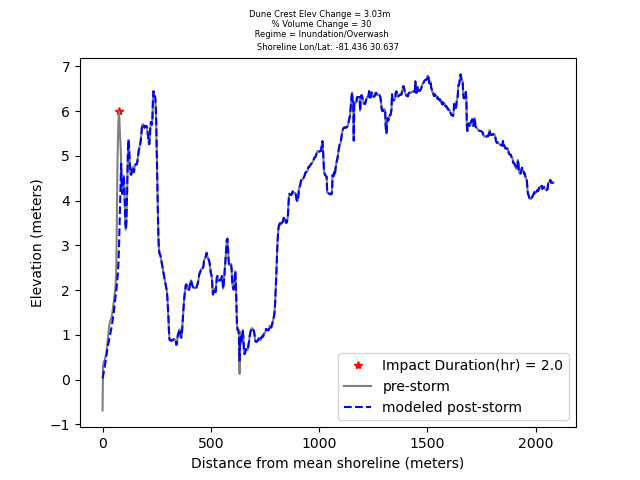 Dune Crest Elev Change = 3.03m
% Volume Change = 30
Regime = Inundation/Overwash
Shoreline Lon/Lat: -81.436 30.637
7
6
5
4
3
2
1
0
−1
Elevation (meters)
Impact Duration(hr) = 2.0
pre-storm
modeled post-storm
0
500
1000
1500
2000
Distance from mean shoreline (meters)